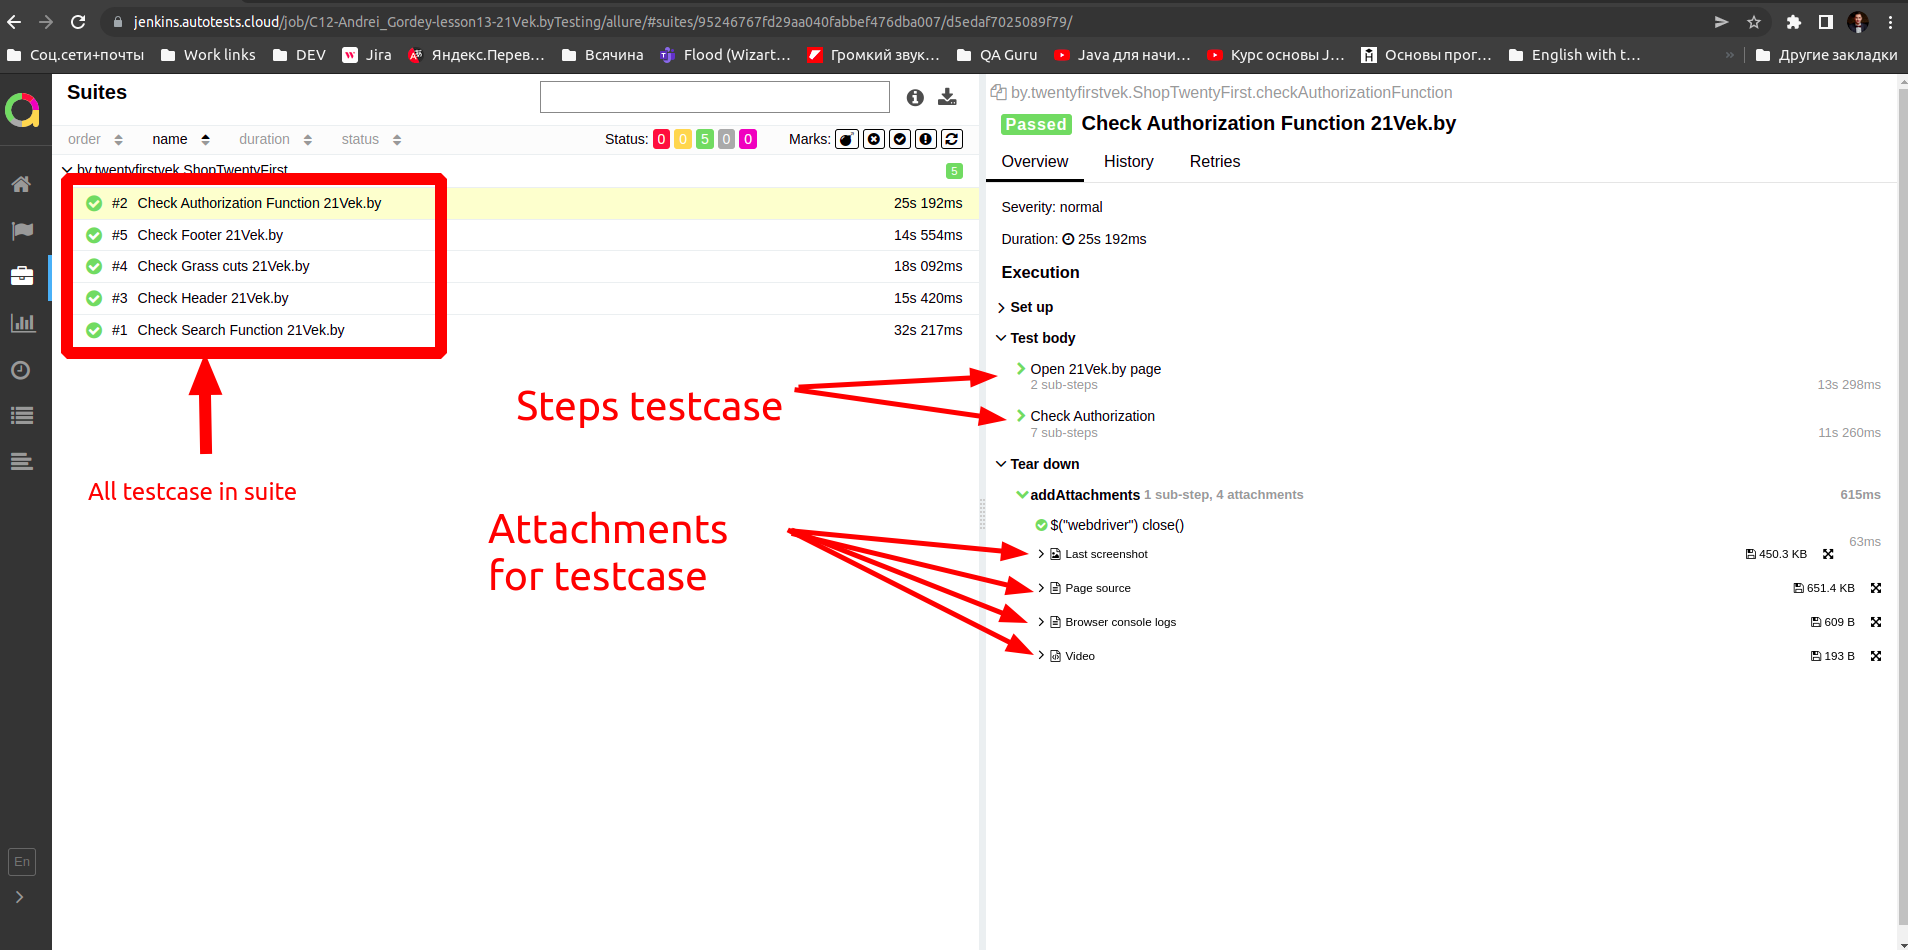 jenkins.autotests.cloud/job/C12-Andrei_Gordey-lesson13-21Vek.byTesting/allure/#suites/95246767fd29aa040fabbef476dba007/d5edaf7025089f79/
Соц.сети+почты Work links DEV Jira Яндекс.Перев... Всячина Flood (Wizart... Громкий звук... QA Guru Java для начи... Курс основы J... Основы прог... English with t... » Другие закладки
Suites
order name duration status Status: 0 0 5 0 0 Marks:
by.twentyfirstvek.ShopTwentyFirst 5
#2 Check Authorization Function 21Vek.by 25s 192ms
#5 Check Footer 21Vek.by 14s 554ms
#4 Check Grass cuts 21Vek.by 18s 092ms
#3 Check Header 21Vek.by 15s 420ms
#1 Check Search Function 21Vek.by 32s 217ms
All testcase in suite
Steps testcase
Attachments
for testcase
En
by.twentyfirstvek.ShopTwentyFirst.checkAuthorizationFunction
Passed Check Authorization Function 21Vek.by
Overview History Retries
Severity: normal
Duration: 25s 192ms
Execution
Set up
Test body
Open 21Vek.by page
2 sub-steps 13s 298ms
Check Authorization
7 sub-steps 11s 260ms
Tear down
addAttachments 1 sub-step, 4 attachments 615ms
$("webdriver") close()
63ms
Last screenshot 450.3 KB
Page source 651.4 KB
Browser console logs 609 B
Video 193 B